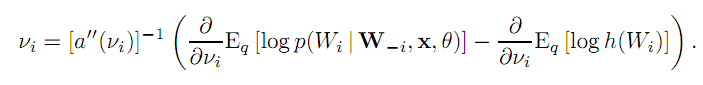 ν_i = [a″(ν_i)]^{−1} ( ∂/∂ν_i E_q [log p(W_i | W_{−i}, x, θ)] − ∂/∂ν_i E_q [log h(W_i)] ) .